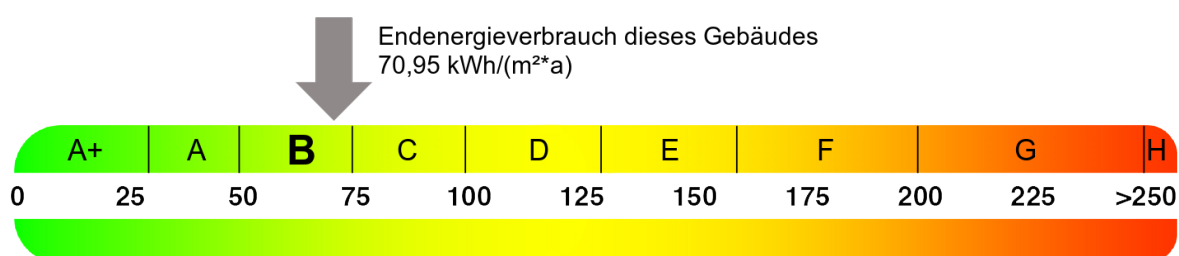 Endenergieverbrauch dieses Gebäudes
70,95 kWh/(m²*a)
A+ A B C D E F G H
0 25 50 75 100 125 150 175 200 225 >250